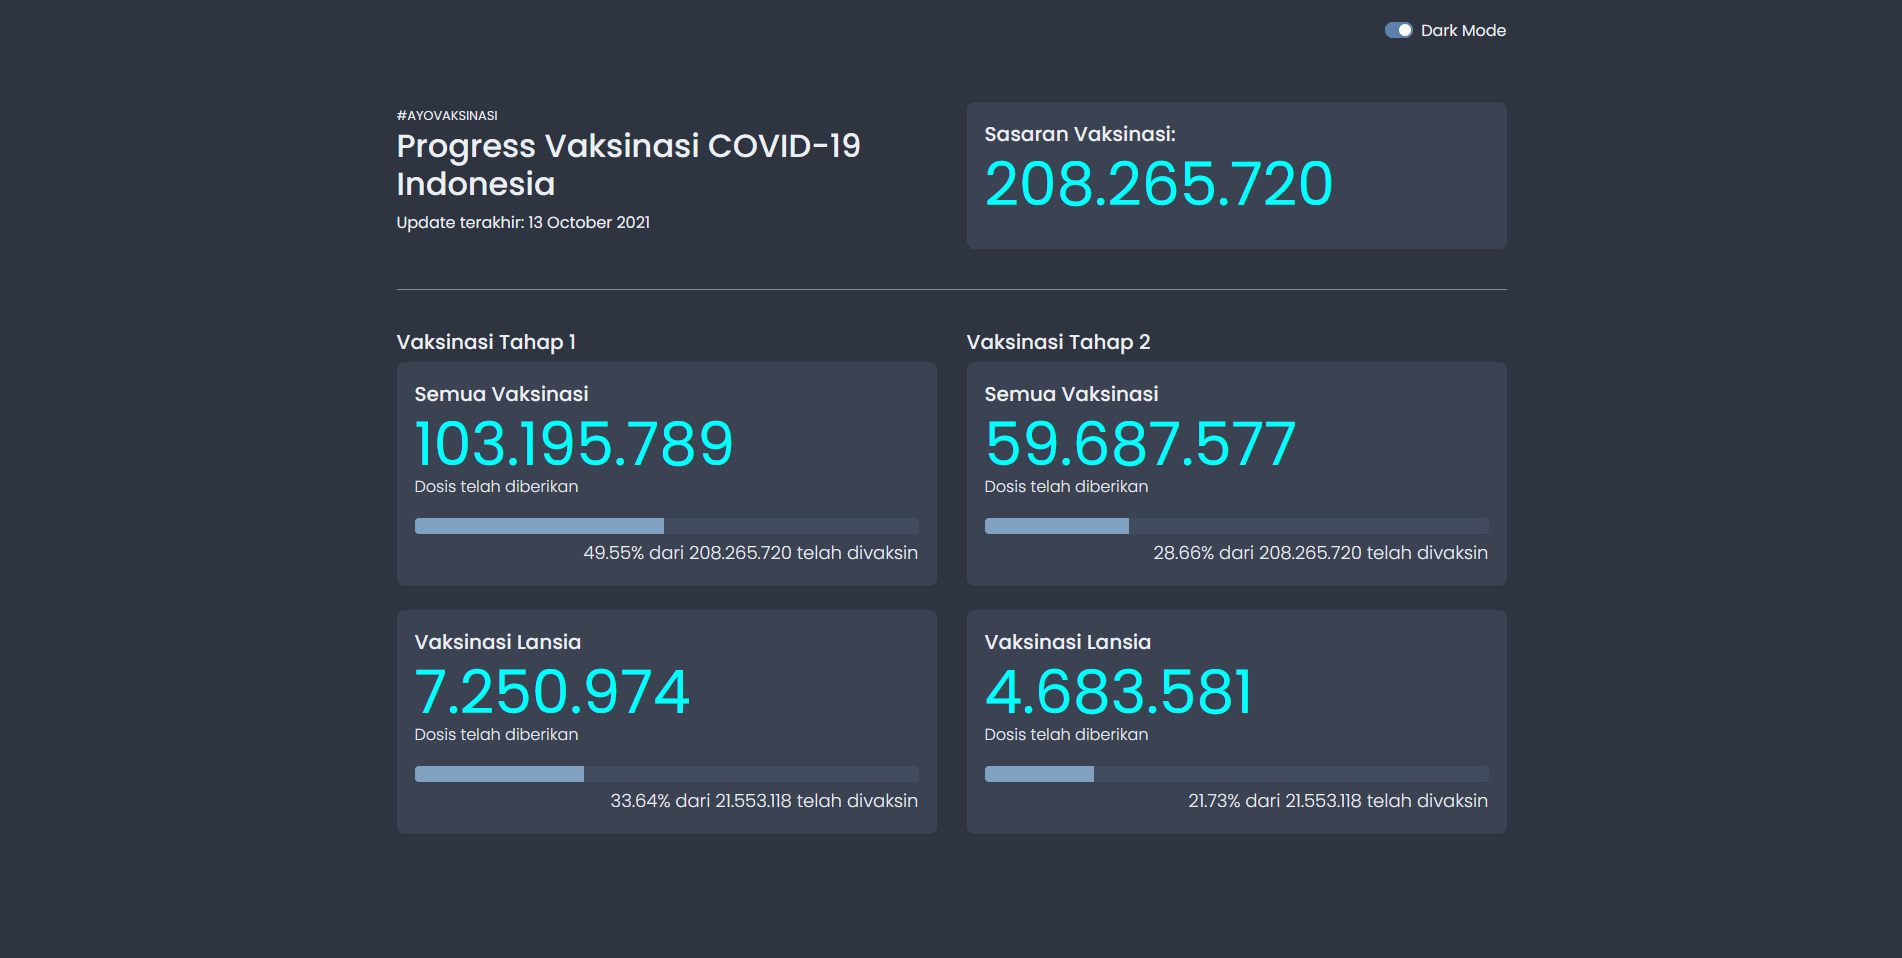 Dark Mode
#AYOVAKSINASI
Progress Vaksinasi COVID-19
Indonesia
Update terakhir: 13 October 2021
Sasaran Vaksinasi:
208.265.720
Vaksinasi Tahap 1
Semua Vaksinasi
103.195.789
Dosis telah diberikan
49.55% dari 208.265.720 telah divaksin
Vaksinasi Lansia
7.250.974
Dosis telah diberikan
33.64% dari 21.553.118 telah divaksin
Vaksinasi Tahap 2
Semua Vaksinasi
59.687.577
Dosis telah diberikan
28.66% dari 208.265.720 telah divaksin
Vaksinasi Lansia
4.683.581
Dosis telah diberikan
21.73% dari 21.553.118 telah divaksin